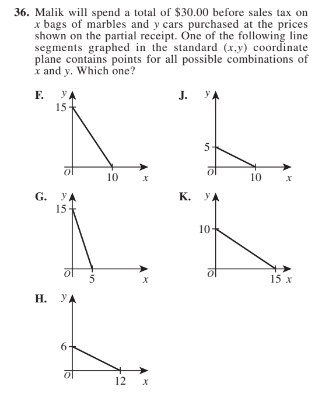 36. Malik will spend a total of $30.00 before sales tax on
x bags of marbles and y cars purchased at the prices
shown on the partial receipt. One of the following line
segments graphed in the standard (x,y) coordinate
plane contains points for all possible combinations of
x and y. Which one?
F.
y
15
O
10
x
J.
y
5
O
10
x
G.
y
15
O
5
x
K.
y
10
O
15 x
H.
y
6
O
12
x